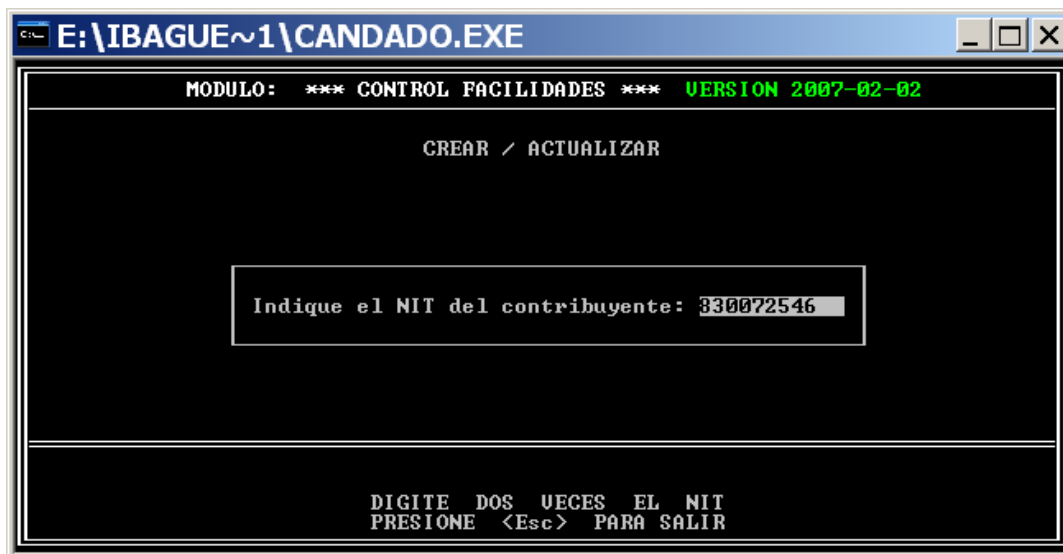 E:\IBAGUE~1\CANDADO.EXE
MODULO: *** CONTROL FACILIDADES *** VERSION 2007-02-02
CREAR / ACTUALIZAR
Indique el NIT del contribuyente: 830072546
DIGITE DOS VECES EL NIT
PRESIONE <Esc> PARA SALIR